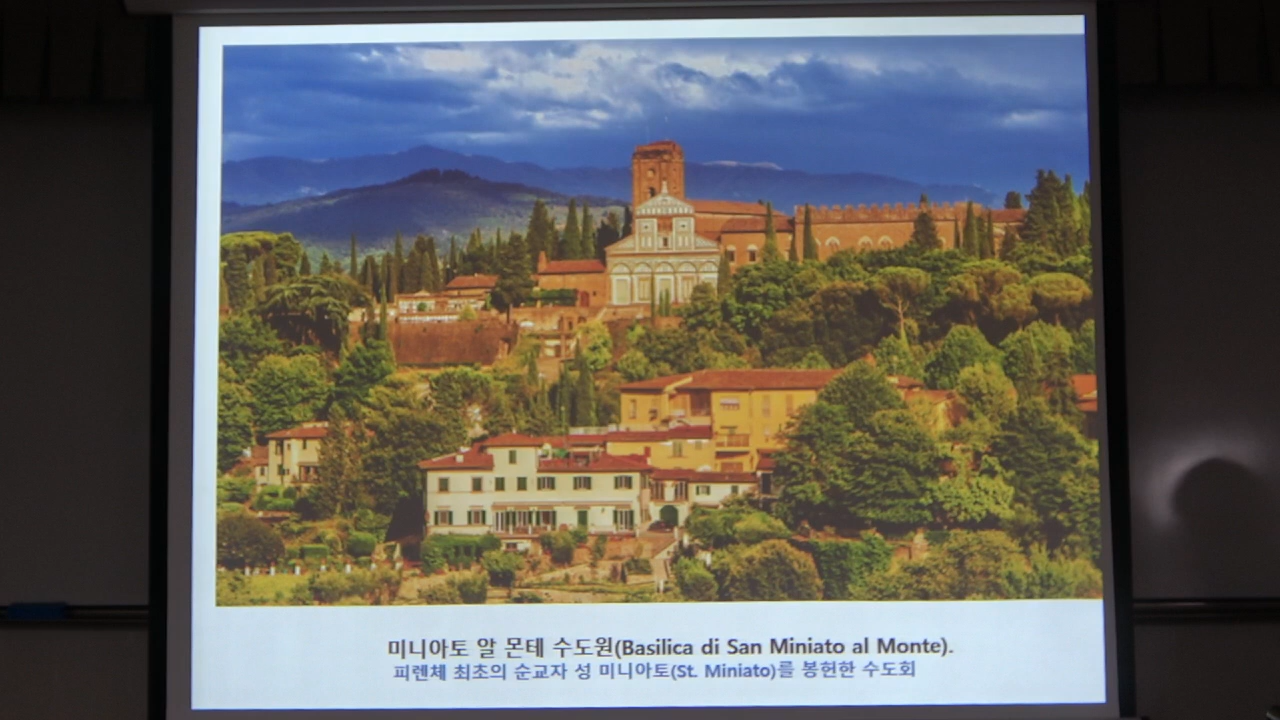 미니아토 알 몬테 수도원(Basilica di San Miniato al Monte).
피렌체 최초의 순교자 성 미니아토(St. Miniato)를 봉헌한 수도회